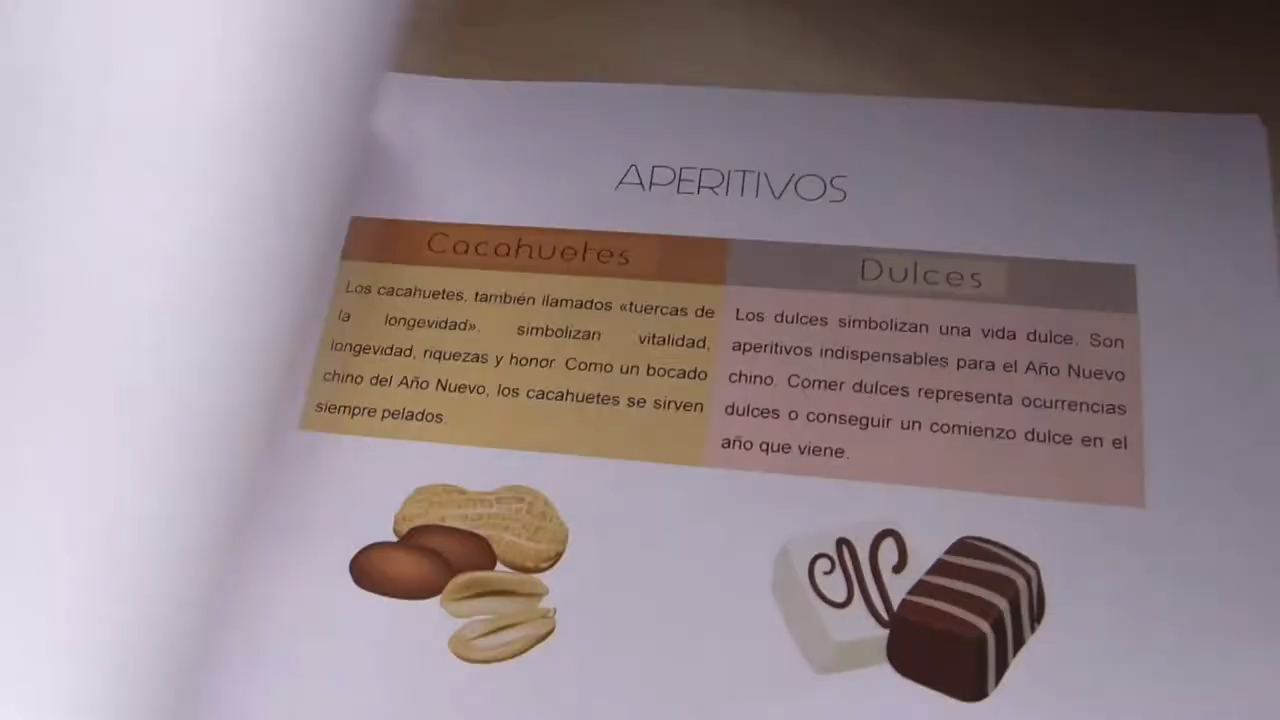 APERITIVOS
Cacahuetes
Los cacahuetes, también llamados «tuercas de
la longevidad», simbolizan vitalidad,
longevidad, riquezas y honor. Como un bocado
chino del Año Nuevo, los cacahuetes se sirven
siempre pelados.
Dulces
Los dulces simbolizan una vida dulce. Son
aperitivos indispensables para el Año Nuevo
chino. Comer dulces representa ocurrencias
dulces o conseguir un comienzo dulce en el
año que viene.